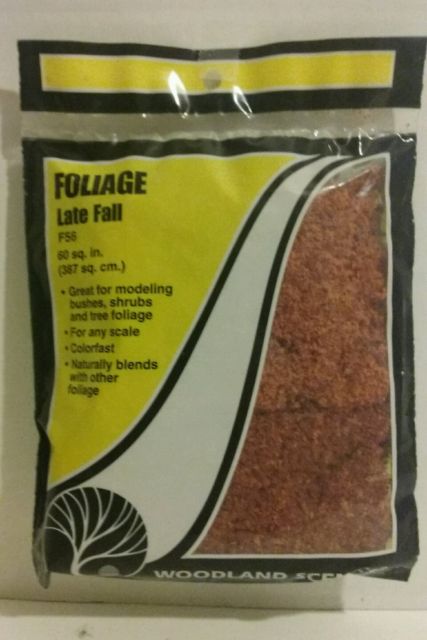 FOLIAGE
Late Fall
F56
60 sq. in.
(387 sq. cm.)
• Great for modeling
bushes, shrubs
and tree foliage
• For any scale
• Colorfast
• Naturally blends
with other
foliage
WOODLAND